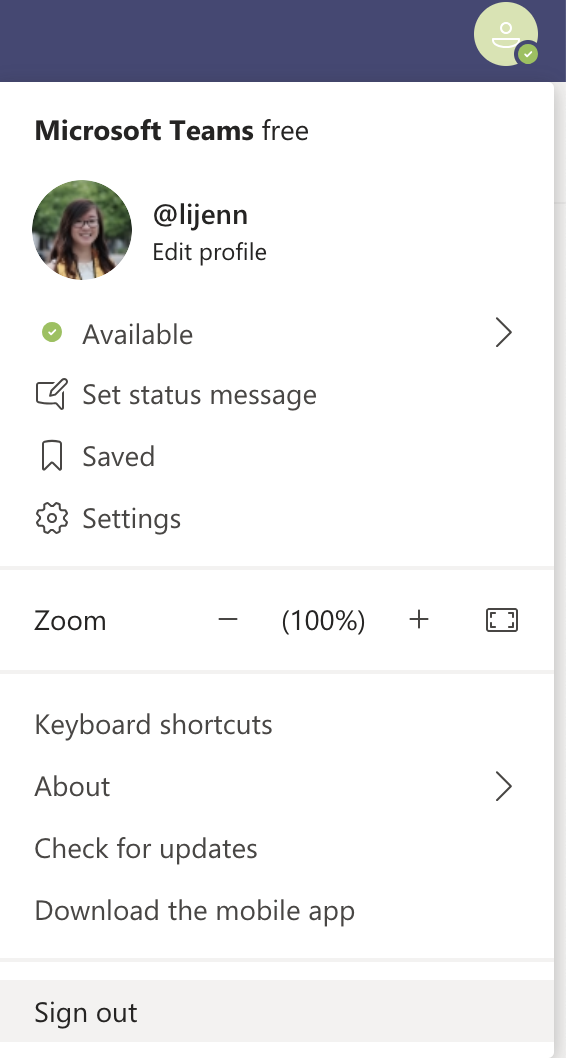 Microsoft Teams free
@lijenn
Edit profile
Available
Set status message
Saved
Settings
Zoom − (100%) +
Keyboard shortcuts
About
Check for updates
Download the mobile app
Sign out